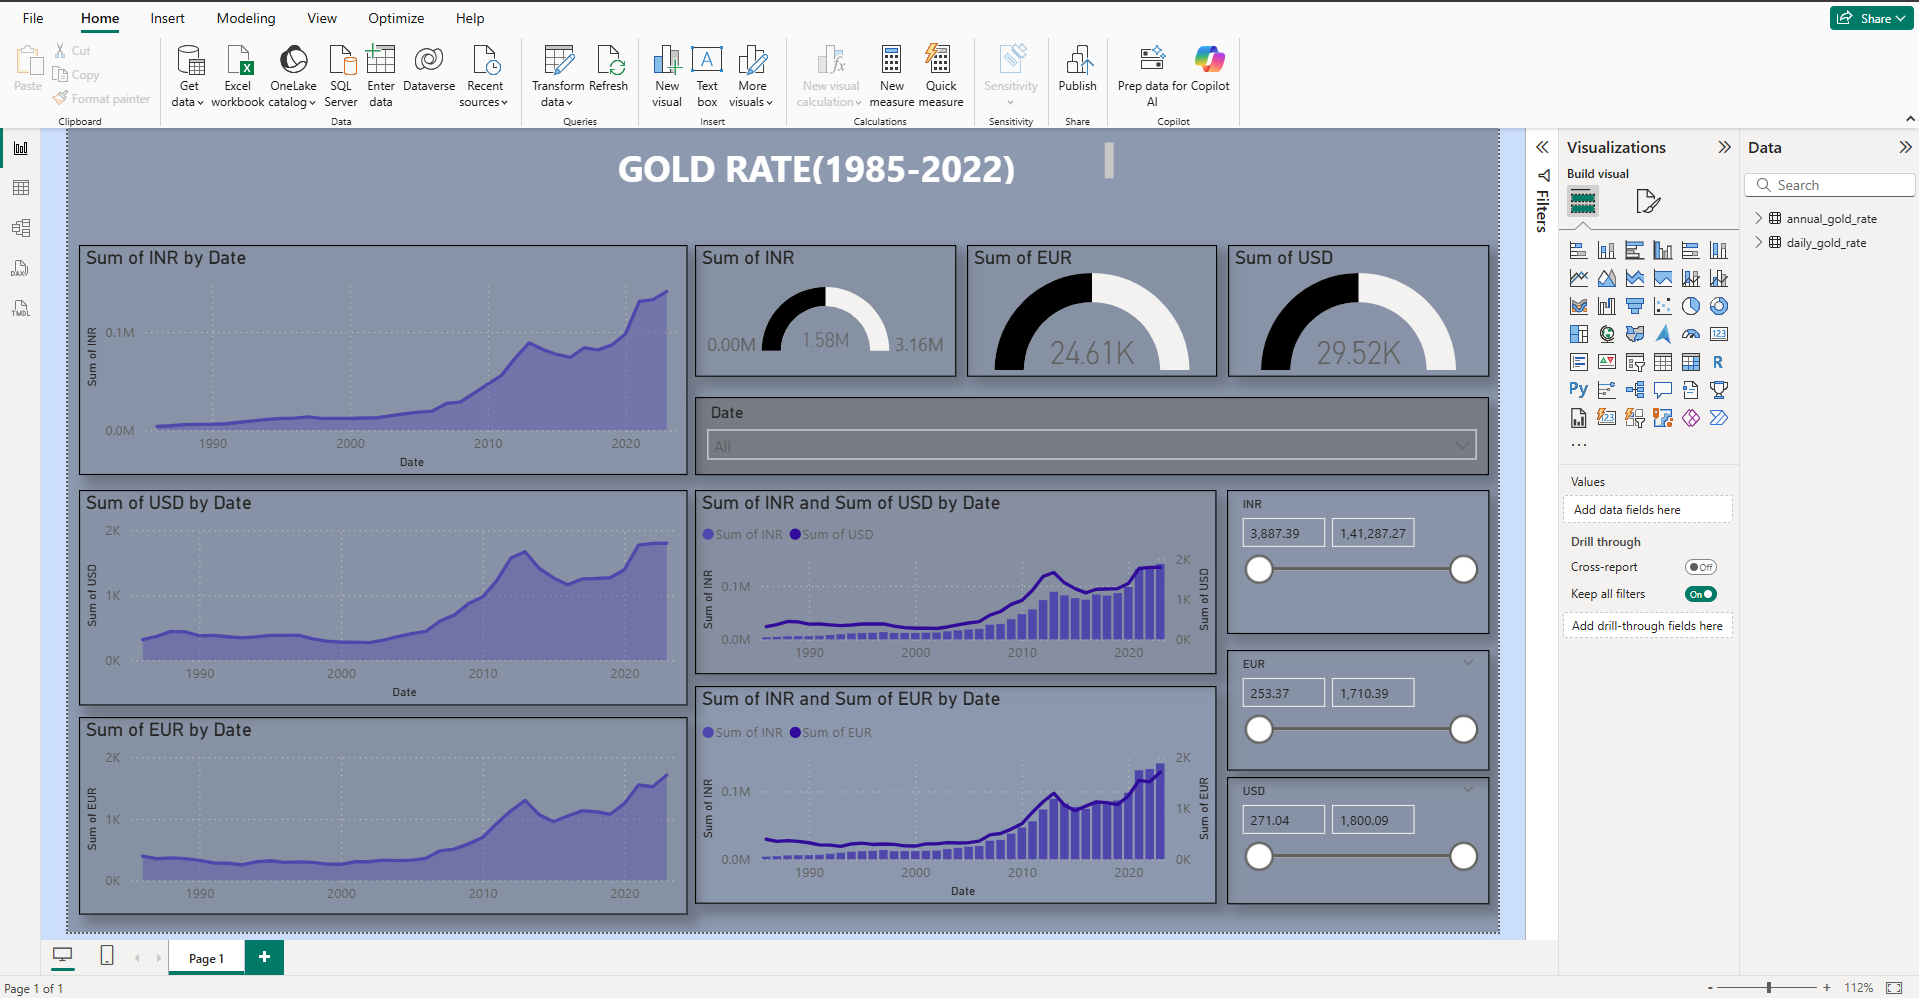 File Home Insert Modeling View Optimize Help
Share
Paste
Cut
Copy
Format painter
Clipboard
Get data
Excel workbook
OneLake catalog
SQL Server
Enter data
Dataverse
Recent sources
Data
Transform data
Refresh
Queries
New visual
Text box
More visuals
Insert
New visual calculation
New measure
Quick measure
Calculations
Sensitivity
Sensitivity
Publish
Share
Prep data for AI
Copilot
Copilot
DAX
TMDL
GOLD RATE(1985-2022)
Sum of INR by Date
Sum of INR
0.1M
0.0M
1990 2000 2010 2020
Date
Sum of INR
0.00M 1.58M 3.16M
Sum of EUR
24.61K
Sum of USD
29.52K
Date
All
Sum of USD by Date
Sum of USD
2K
1K
0K
1990 2000 2010 2020
Date
Sum of INR and Sum of USD by Date
Sum of INR Sum of USD
Sum of INR
0.1M
0.0M
2K
1K
0K
Sum of USD
1990 2000 2010 2020
INR
3,887.39 1,41,287.27
Sum of EUR by Date
Sum of EUR
2K
1K
0K
1990 2000 2010 2020
Sum of INR and Sum of EUR by Date
Sum of INR Sum of EUR
Sum of INR
0.1M
0.0M
2K
1K
0K
Sum of EUR
1990 2000 2010 2020
Date
EUR
253.37 1,710.39
USD
271.04 1,800.09
Filters
Visualizations
Build visual
123
R
Py
123
...
Values
Add data fields here
Drill through
Cross-report Off
Keep all filters On
Add drill-through fields here
Data
Search
annual_gold_rate
daily_gold_rate
Page 1
+
Page 1 of 1
- + 112%